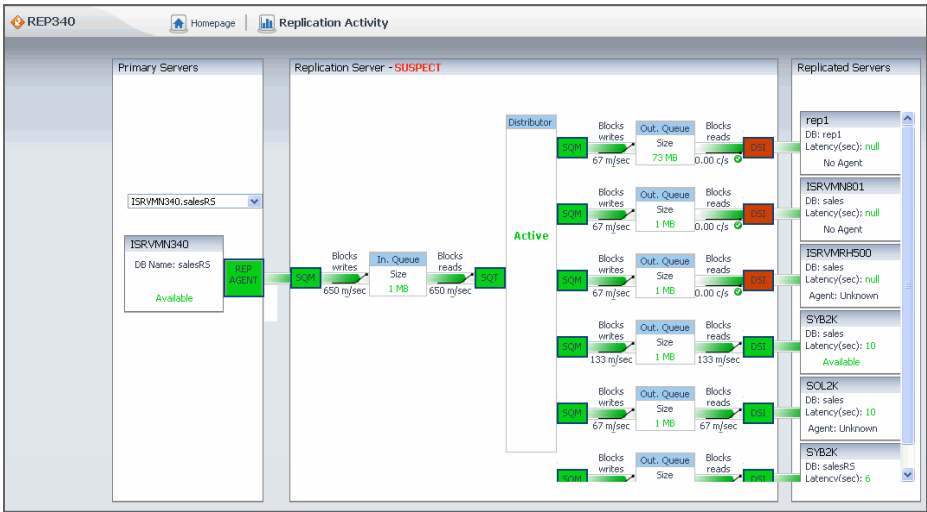 REP340
Homepage
Replication Activity
Primary Servers
ISRVMN340.salesRS
ISRVMN340
DB Name: salesRS
Available
REP
AGENT
Replication Server - SUSPECT
SQM
Blocks
writes
650 m/sec
In. Queue
Size
1 MB
Blocks
reads
650 m/sec
SQT
Distributor
Active
SQM
Blocks
writes
67 m/sec
Out. Queue
Size
73 MB
Blocks
reads
0.00 c/s
DSI
SQM
Blocks
writes
67 m/sec
Out. Queue
Size
1 MB
Blocks
reads
0.00 c/s
DSI
SQM
Blocks
writes
67 m/sec
Out. Queue
Size
1 MB
Blocks
reads
0.00 c/s
DSI
SQM
Blocks
writes
133 m/sec
Out. Queue
Size
1 MB
Blocks
reads
133 m/sec
DSI
SQM
Blocks
writes
67 m/sec
Out. Queue
Size
1 MB
Blocks
reads
67 m/sec
DSI
SQM
Blocks
writes
Out. Queue
Size
Blocks
reads
DSI
Replicated Servers
rep1
DB: rep1
Latency(sec): null
No Agent
ISRVMN801
DB: sales
Latency(sec): null
No Agent
ISRVMRH500
DB: sales
Latency(sec): null
Agent: Unknown
SYB2K
DB: sales
Latency(sec): 10
Available
SOL2K
DB: sales
Latency(sec): 10
Agent: Unknown
SYB2K
DB: salesRS
Latency(sec): 6